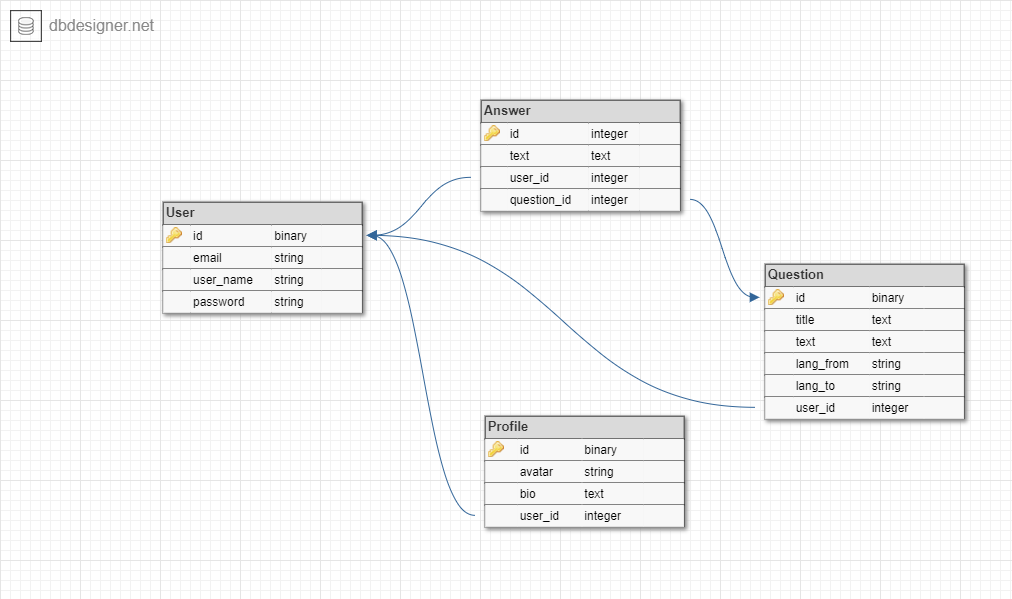 dbdesigner.net
Answer
id integer
text text
user_id integer
question_id integer
User
id binary
email string
user_name string
password string
Question
id binary
title text
text text
lang_from string
lang_to string
user_id integer
Profile
id binary
avatar string
bio text
user_id integer